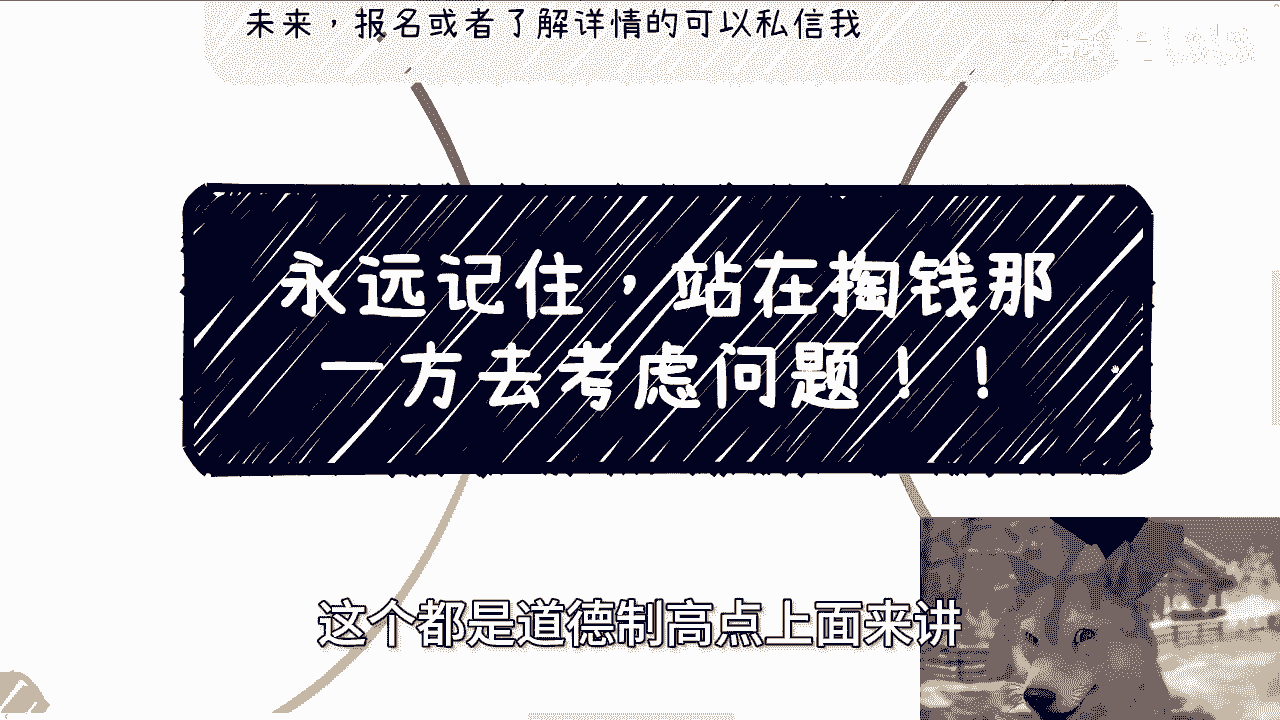 未来，报名或者了解详情的可以私信我
永远记住，站在掏钱那
一方去考虑问题！！
这个都是道德制高点上面来讲